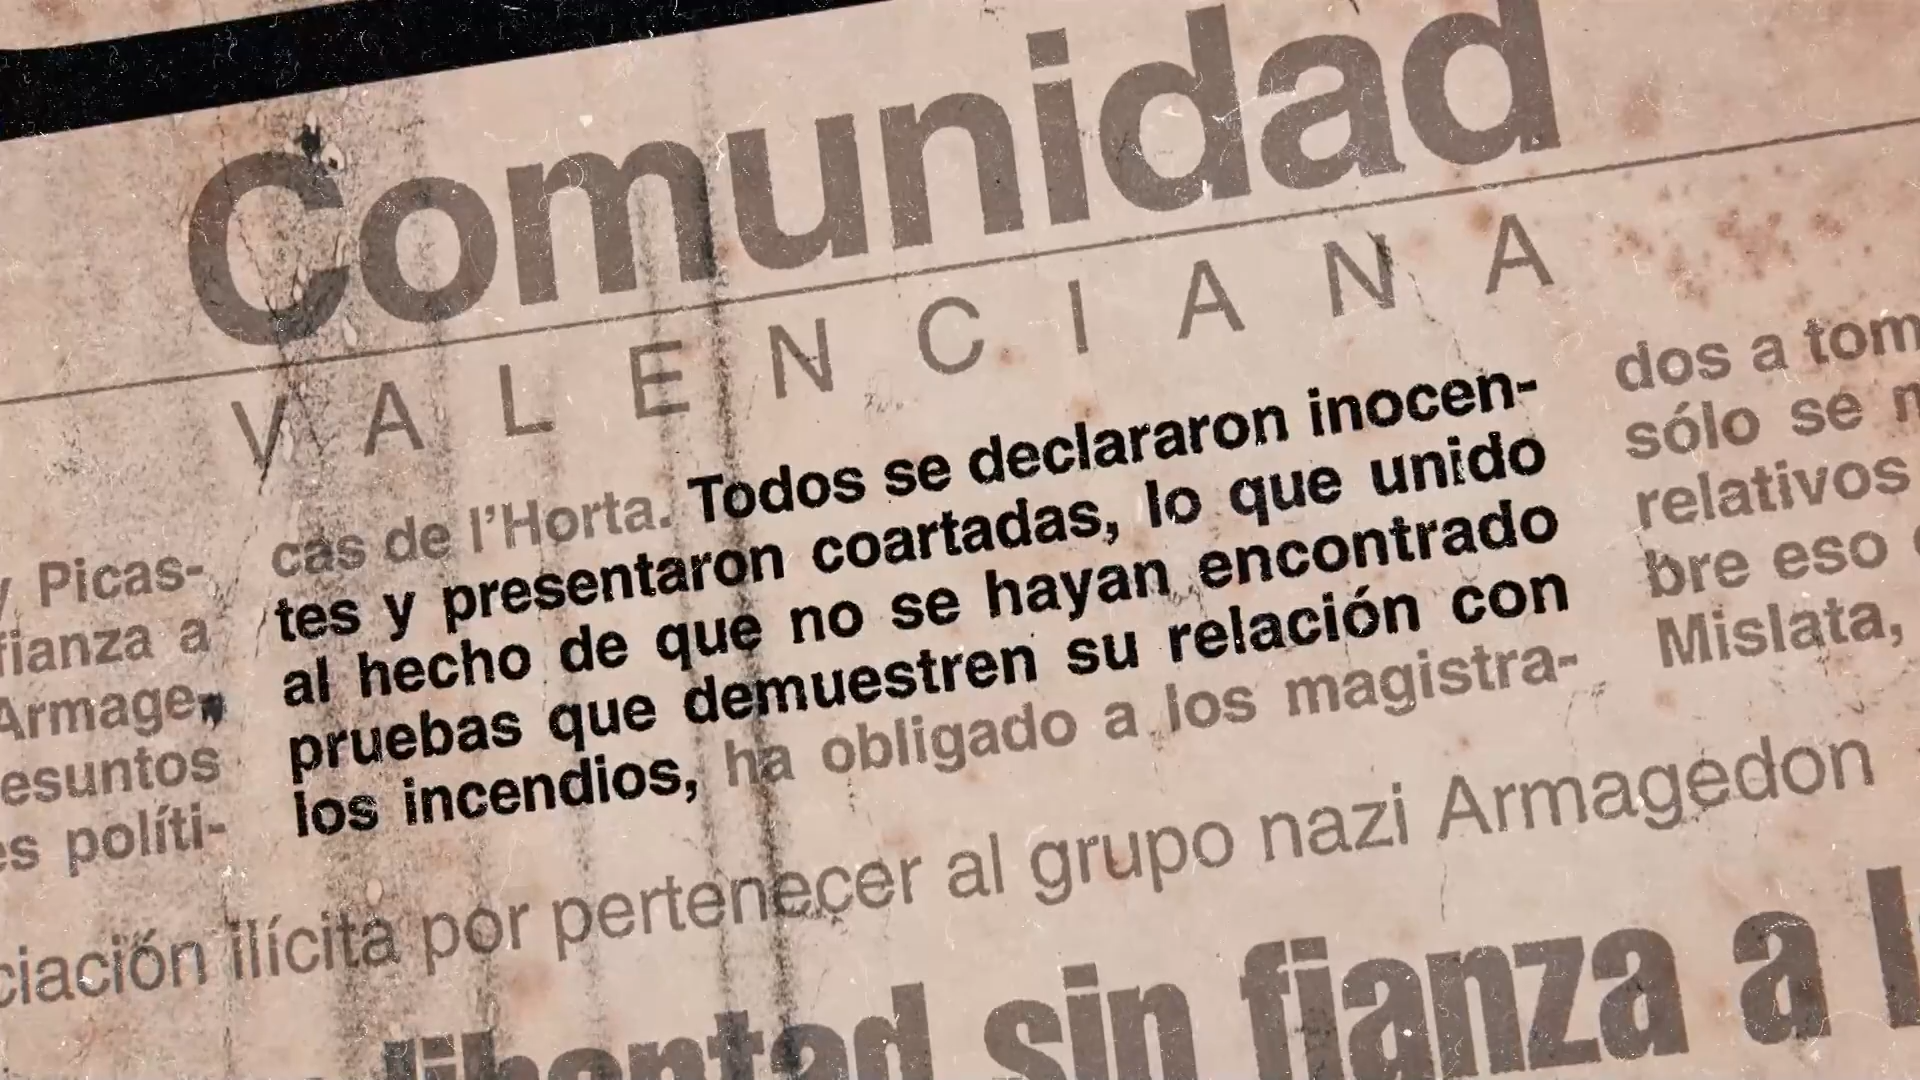 Comunidad
VALENCIANA
Picas-
fianza a
Armage-
esuntos
es políti-
cas de l'Horta. Todos se declararon inocen-
tes y presentaron coartadas, lo que unido
al hecho de que no se hayan encontrado
pruebas que demuestren su relación con
los incendios, ha obligado a los magistra-
dos a tom
sólo se
relativos
bre eso
Mislata,
ciación ilícita por pertenecer al grupo nazi Armagedon
libertad sin fianza a